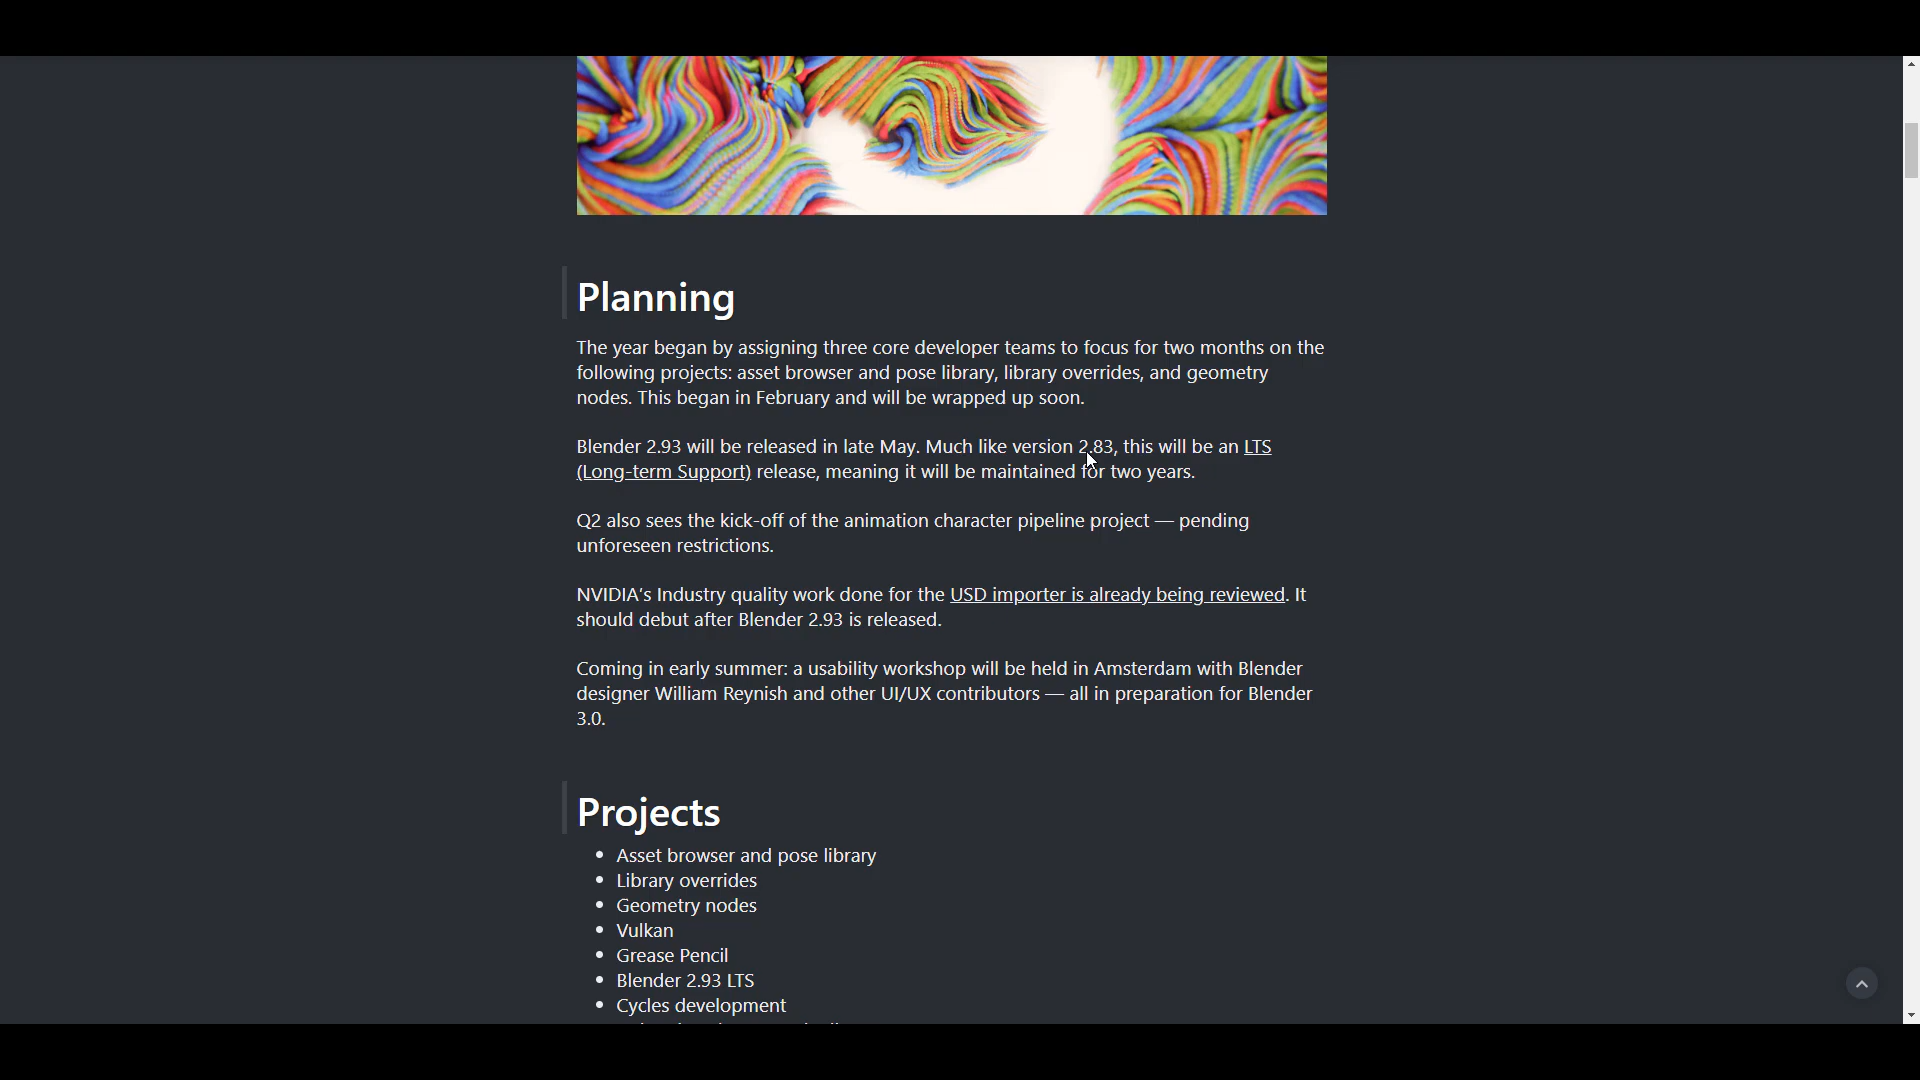 Planning
The year began by assigning three core developer teams to focus for two months on the
following projects: asset browser and pose library, library overrides, and geometry
nodes. This began in February and will be wrapped up soon.
Blender 2.93 will be released in late May. Much like version 2.83, this will be an LTS
(Long-term Support) release, meaning it will be maintained for two years.
Q2 also sees the kick-off of the animation character pipeline project — pending
unforeseen restrictions.
NVIDIA's Industry quality work done for the USD importer is already being reviewed. It
should debut after Blender 2.93 is released.
Coming in early summer: a usability workshop will be held in Amsterdam with Blender
designer William Reynish and other UI/UX contributors — all in preparation for Blender
3.0.
Projects
• Asset browser and pose library
• Library overrides
• Geometry nodes
• Vulkan
• Grease Pencil
• Blender 2.93 LTS
• Cycles development